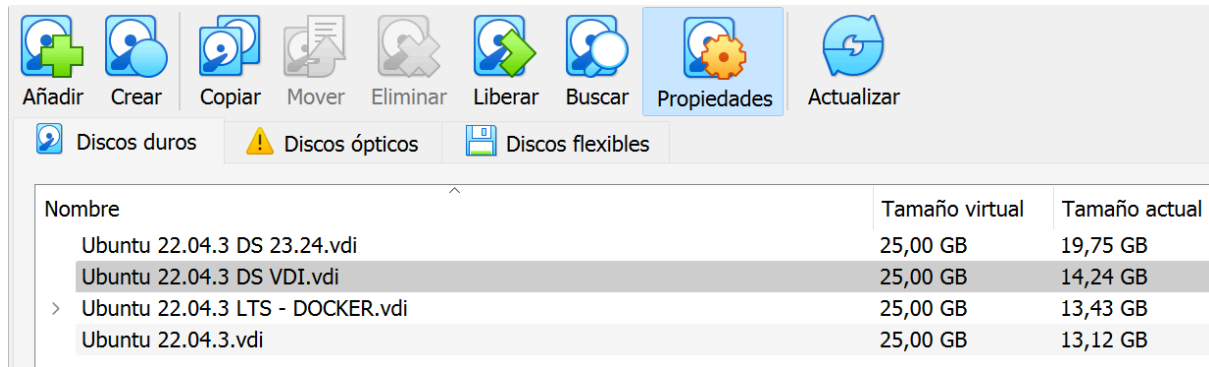 Añadir Crear Copiar Mover Eliminar Liberar Buscar Propiedades Actualizar
Discos duros Discos ópticos Discos flexibles
Nombre Tamaño virtual Tamaño actual
Ubuntu 22.04.3 DS 23.24.vdi 25,00 GB 19,75 GB
Ubuntu 22.04.3 DS VDI.vdi 25,00 GB 14,24 GB
Ubuntu 22.04.3 LTS - DOCKER.vdi 25,00 GB 13,43 GB
Ubuntu 22.04.3.vdi 25,00 GB 13,12 GB